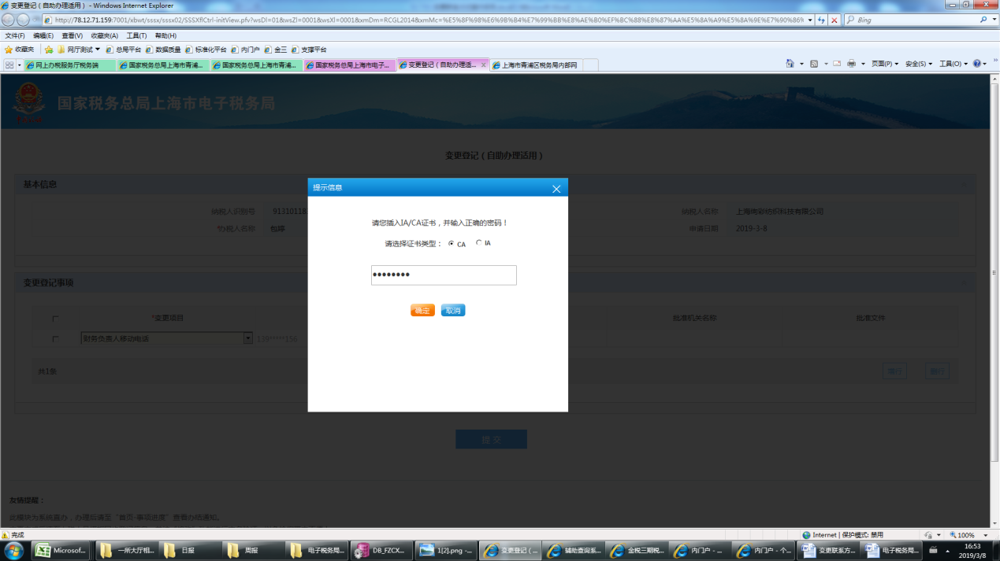 变更登记（自助办理适用） - Windows Internet Explorer
http://78.12.71.159:7001/xbwt/sssx/sssx02/SSSXflCtrl-initView.pfv?wsDl=01&wsZl=0001&wsXl=0001&xmDm=RCGL2014&xmMc=%E5%8F%98%E6%9B%B4%E7%99%BB%E8%AE%B0%EF%BC%88%E8%87%AA%E5%8A%A9%E5%8A%9E%E7%90%86%
Bing
文件(F) 编辑(E) 查看(V) 收藏夹(A) 工具(T) 帮助(H)
收藏夹 网厅测试 总局平台 数据质量 标准化平台 内门户 金三 支撑平台
网上办税服务厅税务端 国家税务总局上海市青浦... 国家税务总局上海市青浦... 国家税务总局上海市电子... 变更登记（自助办理适... 上海市青浦区税务局内部网
页面(P) 安全(S) 工具(O)
国家税务总局上海市电子税务局
变更登记（自助办理适用）
基本信息
纳税人识别号 91310118 纳税人名称 上海绚彩纺织科技有限公司
*办税人名称 包婷 申请日期 2019-3-8
提示信息
请您插入IA/CA证书，并输入正确的密码！
请选择证书类型： CA IA
••••••••
确定 取消
变更登记事项
*变更项目 批准机关名称 批准文件
财务负责人移动电话 139*****156
共1条 增行 删行
提 交
友情提醒：
此模块为系统直办，办理后请至“首页-事项进度”查看办结通知。
完成
Internet | 保护模式: 禁用
100%
Microsof... 一所大厅相... 日报 周报 电子税务局... DB_FZCX... 1[2].png -... 变更登记（... 辅助查询系... 金税三期税... 内门户 - ... 内门户 - 个... 变更联系方... 电子税务局...
16:53
2019/3/8